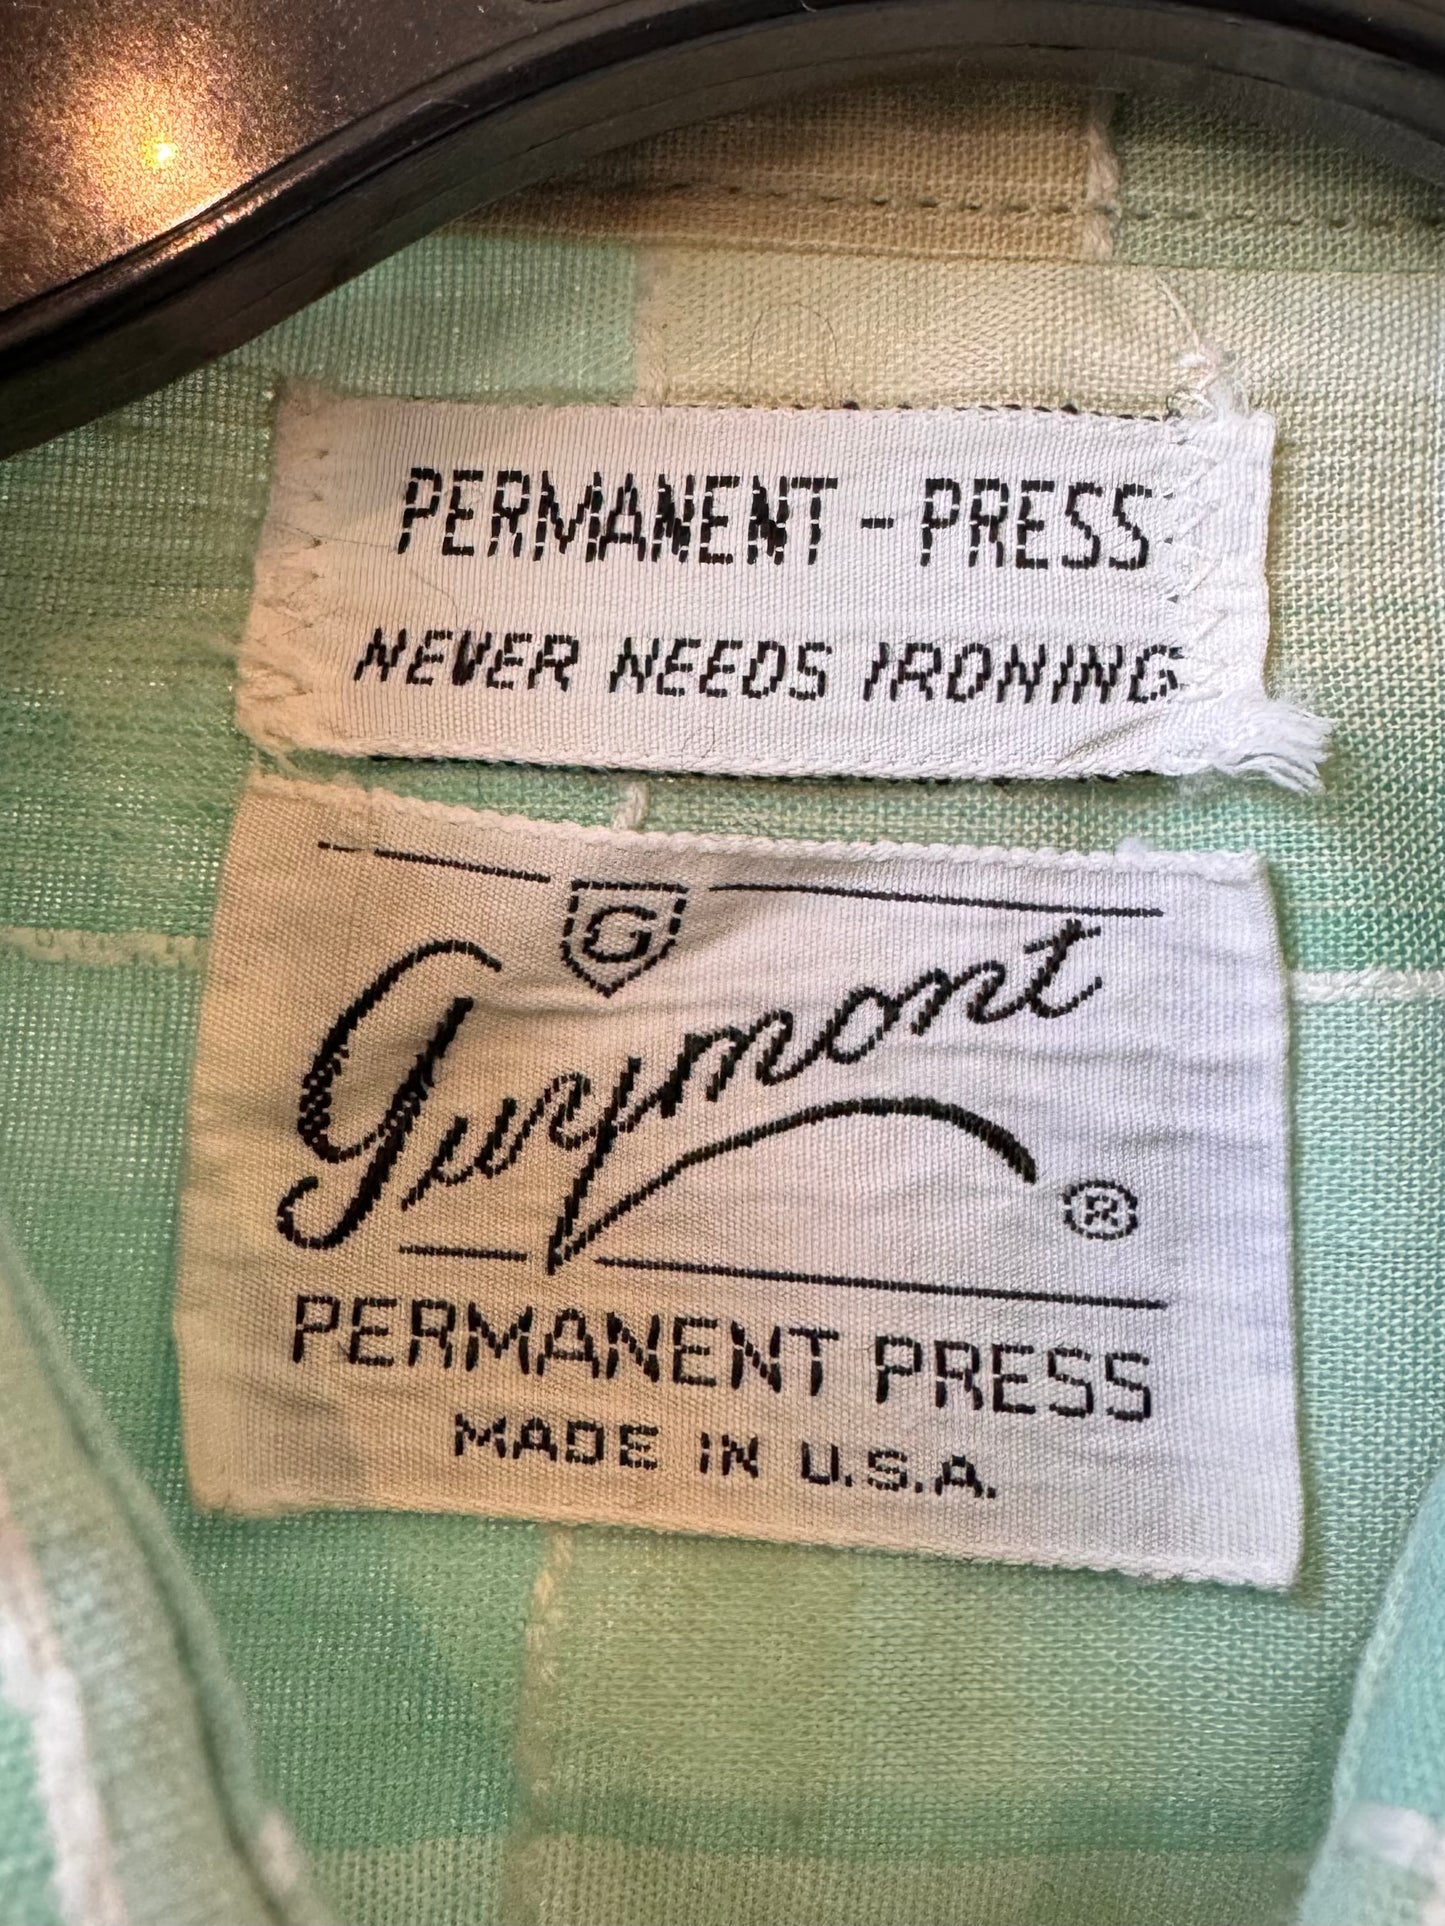 PERMANENT - PRESS
NEVER NEEDS IRONING
G
Guymont
®
PERMANENT PRESS
MADE IN U.S.A.